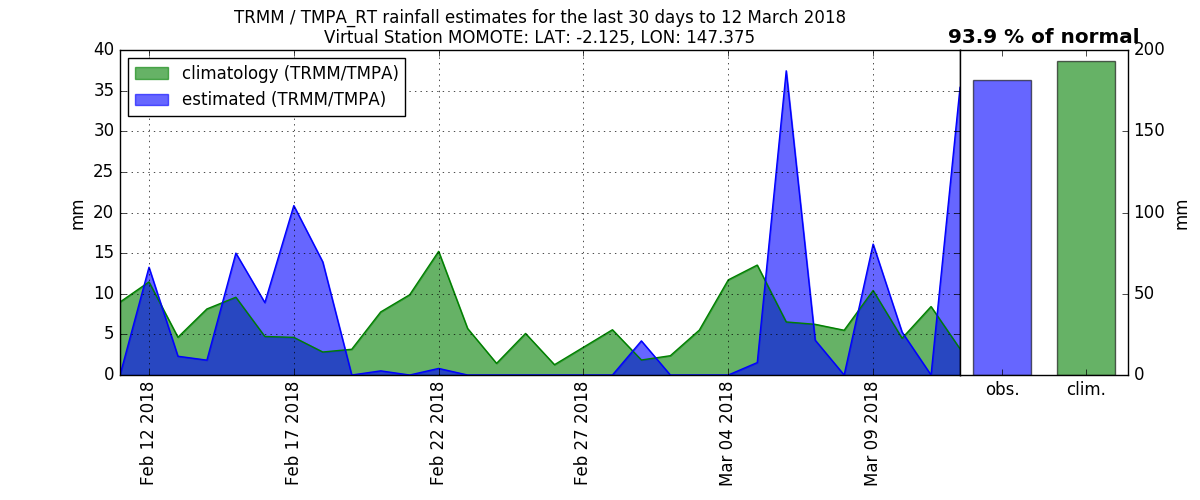 TRMM / TMPA_RT rainfall estimates for the last 30 days to 12 March 2018
Virtual Station MOMOTE: LAT: -2.125, LON: 147.375
93.9 % of normal
climatology (TRMM/TMPA)
estimated (TRMM/TMPA)
mm
40
35
30
25
20
15
10
5
0
Feb 12 2018
Feb 17 2018
Feb 22 2018
Feb 27 2018
Mar 04 2018
Mar 09 2018
obs.
clim.
200
150
100
50
0
mm